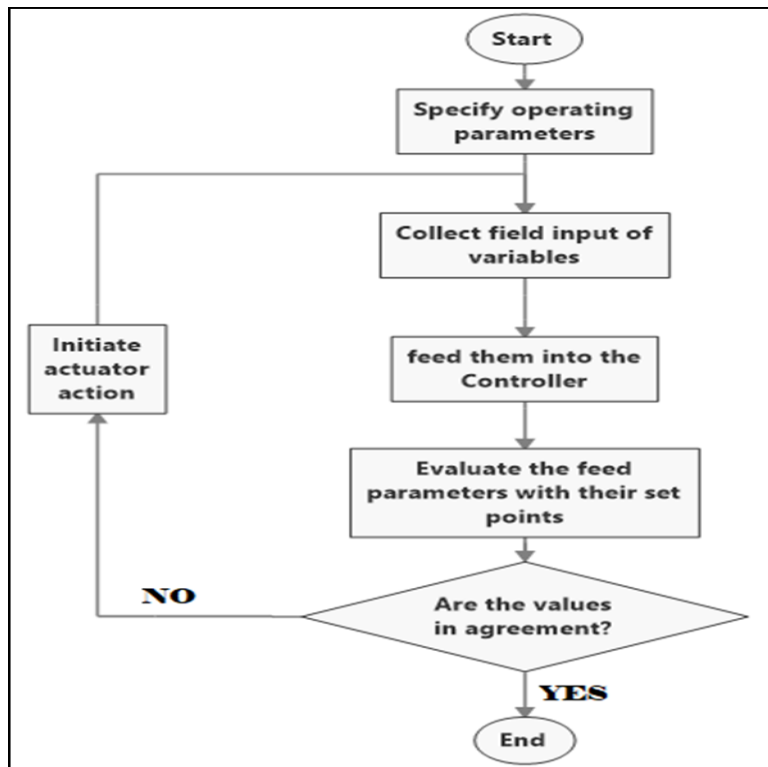 Start
Specify operating
parameters
Collect field input of
variables
feed them into the
Controller
Evaluate the feed
parameters with their set
points
Are the values
in agreement?
NO
Initiate
actuator
action
YES
End